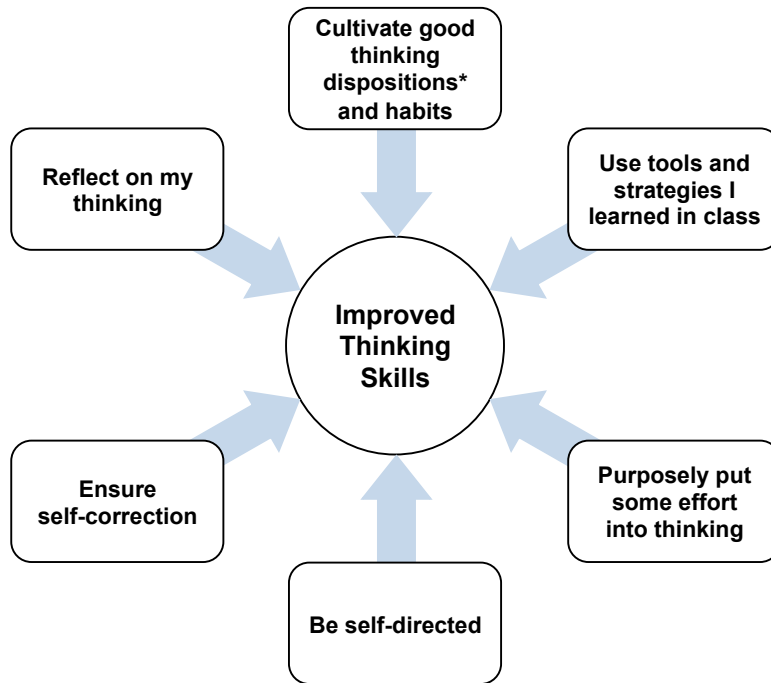 Cultivate good
thinking
dispositions*
and habits
Reflect on my
thinking
Use tools and
strategies I
learned in class
Improved
Thinking
Skills
Ensure
self-correction
Purposely put
some effort
into thinking
Be self-directed